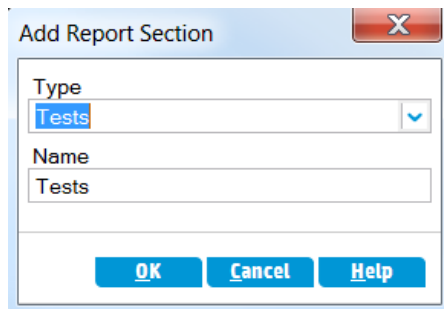 Add Report Section
X
Type
Tests
Name
Tests
OK Cancel Help